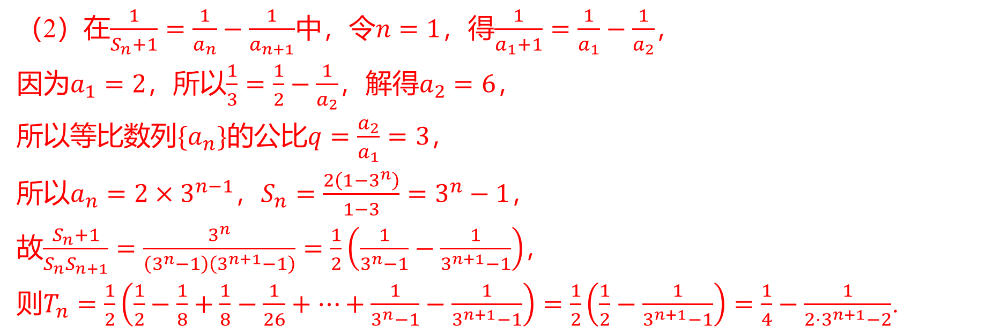 （2）在$\frac{1}{S_n+1}=\frac{1}{a_n}-\frac{1}{a_{n+1}}$中，令$n=1$，得$\frac{1}{a_1+1}=\frac{1}{a_1}-\frac{1}{a_2}$，
因为$a_1=2$，所以$\frac{1}{3}=\frac{1}{2}-\frac{1}{a_2}$，解得$a_2=6$，
所以等比数列$\{a_n\}$的公比$q=\frac{a_2}{a_1}=3$，
所以$a_n=2\times 3^{n-1}$，$S_n=\frac{2(1-3^n)}{1-3}=3^n-1$，
故$\frac{S_n+1}{S_nS_{n+1}}=\frac{3^n}{(3^n-1)(3^{n+1}-1)}=\frac{1}{2}\left(\frac{1}{3^n-1}-\frac{1}{3^{n+1}-1}\right)$，
则$T_n=\frac{1}{2}\left(\frac{1}{2}-\frac{1}{8}+\frac{1}{8}-\frac{1}{26}+\cdots+\frac{1}{3^n-1}-\frac{1}{3^{n+1}-1}\right)=\frac{1}{2}\left(\frac{1}{2}-\frac{1}{3^{n+1}-1}\right)=\frac{1}{4}-\frac{1}{2\cdot 3^{n+1}-2}$.